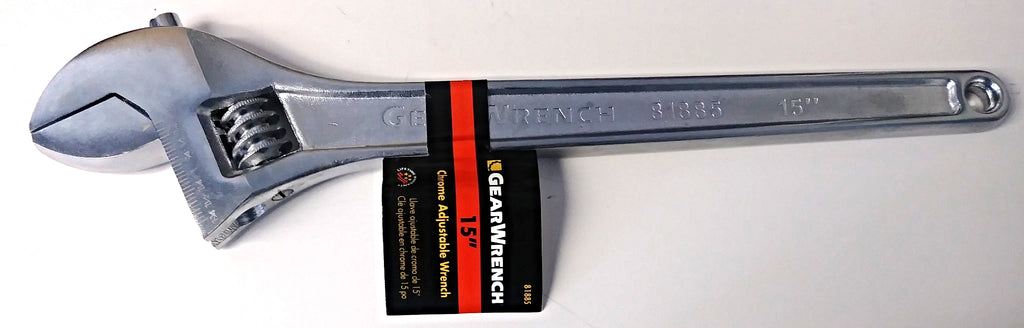 GEARWRENCH 81885 15"
GEARWRENCH
81885
15"
Chrome Adjustable Wrench
Llave ajustable de cromo de 15"
Clé ajustable en chrome de 15 po